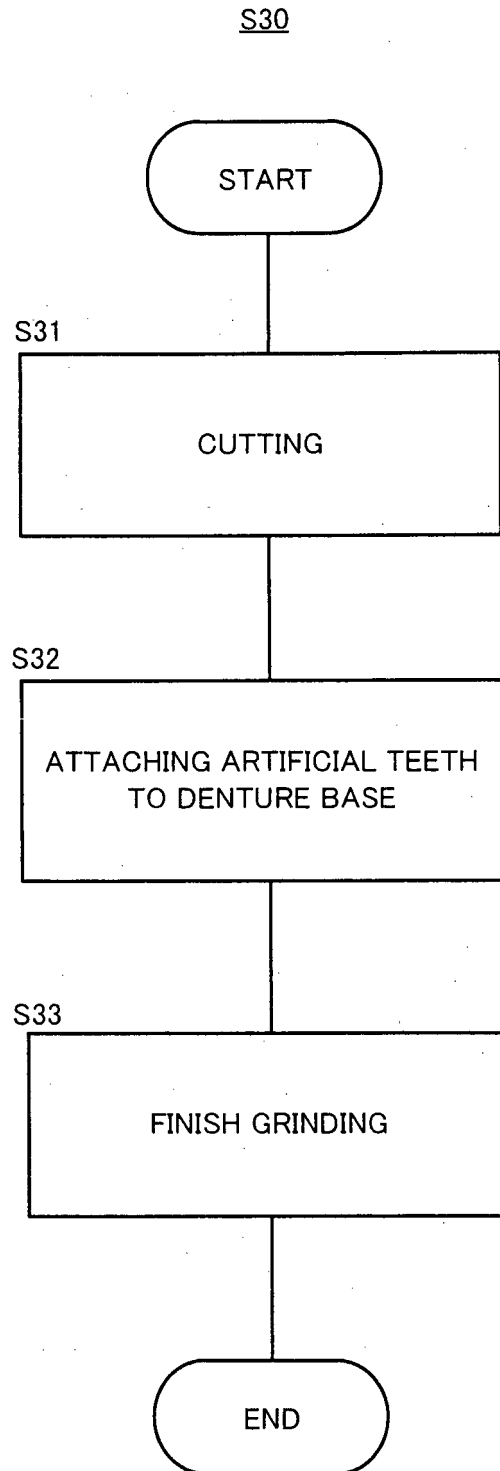 S30
START
S31
CUTTING
S32
ATTACHING ARTIFICIAL TEETH
TO DENTURE BASE
S33
FINISH GRINDING
END